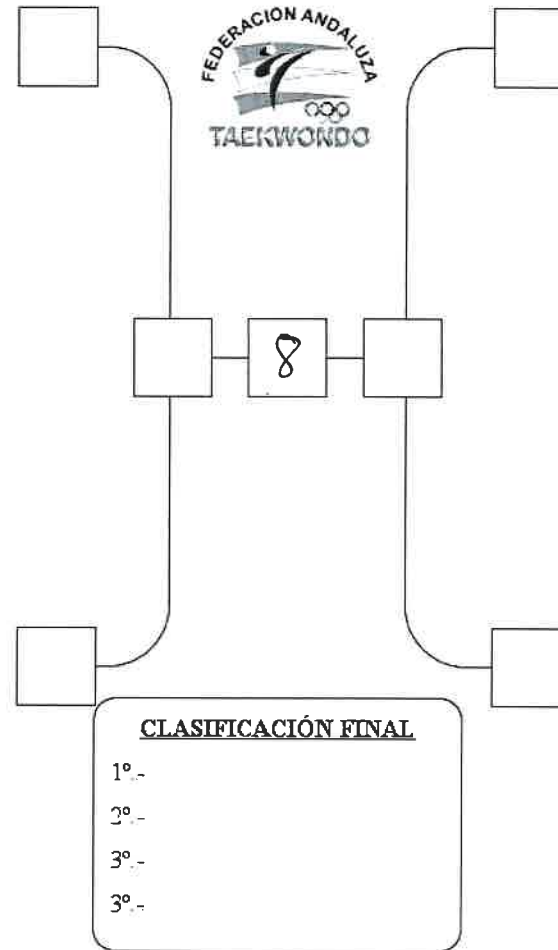 FEDERACION ANDALUZA
TAEKWONDO
8
CLASIFICACIÓN FINAL
1º.-
2º.-
3º.-
3º.-